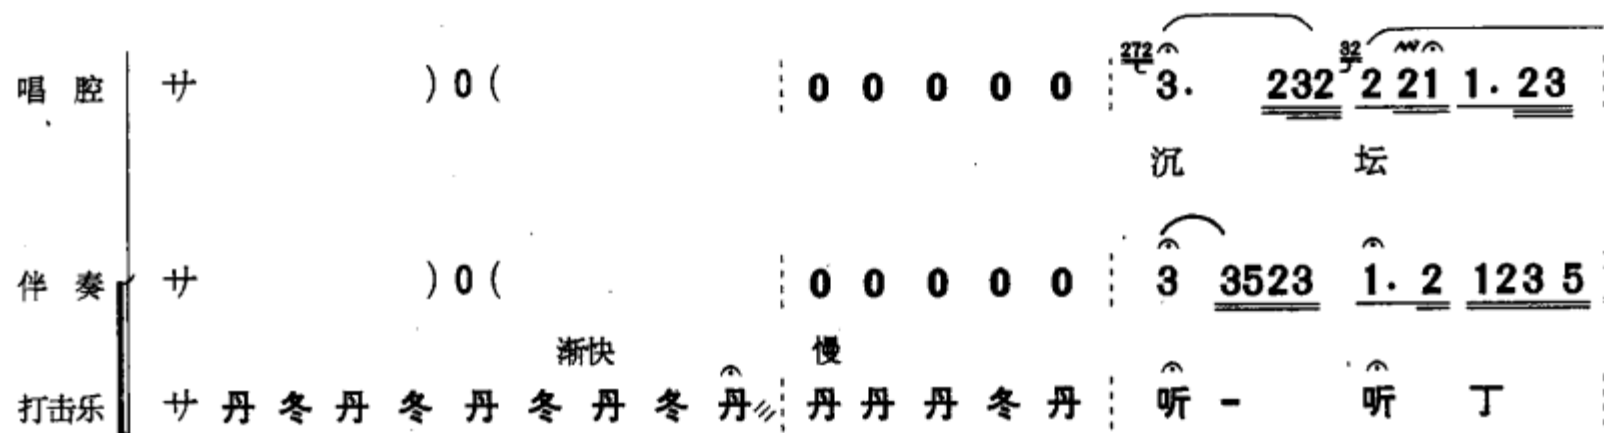 唱 腔 サ )0( 0 0 0 0 0 272 3. 232 32 2 21 1. 23
沉 坛
伴 奏 サ )0( 0 0 0 0 0 3 3523 1. 2 123 5
渐快 慢
打击乐 サ 丹 冬 丹 冬 丹 冬 丹 冬 丹 丹 丹 丹 冬 丹 听 - 听 丁